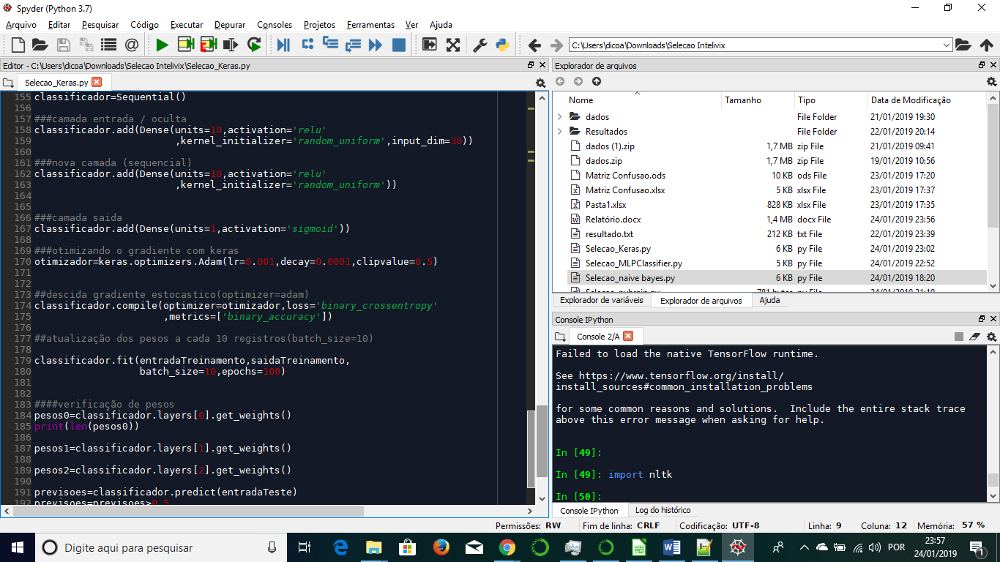 Spyder (Python 3.7)
Arquivo Editar Pesquisar Código Executar Depurar Consoles Projetos Ferramentas Ver Ajuda
C:\Users\dicoa\Downloads\Selecao Intelivix
Editor - C:\Users\dicoa\Downloads\Selecao Intelivix\Selecao_Keras.py
Selecao_Keras.py
155 classificador=Sequential()
156
157 ###camada entrada / oculta
158 classificador.add(Dense(units=10,activation='relu'
159 ,kernel_initializer='random_uniform',input_dim=30))
160
161 ###nova camada (sequencial)
162 classificador.add(Dense(units=10,activation='relu'
163 ,kernel_initializer='random_uniform'))
164
165
166 ###camada saida
167 classificador.add(Dense(units=1,activation='sigmoid'))
168
169 ###otimizando o gradiente com keras
170 otimizador=keras.optimizers.Adam(lr=0.001,decay=0.0001,clipvalue=0.5)
171
172
173 ##descida gradiente estocastico(optimizer=adam)
174 classificador.compile(optimizer=otimizador,loss='binary_crossentropy'
175 ,metrics=['binary_accuracy'])
176
177 ##atualização dos pesos a cada 10 registros(batch_size=10)
178
179 classificador.fit(entradaTreinamento,saidaTreinamento,
180 batch_size=10,epochs=100)
181
182
183 ####verificação de pesos
184 pesos0=classificador.layers[0].get_weights()
185 print(len(pesos0))
186
187 pesos1=classificador.layers[1].get_weights()
188
189 pesos2=classificador.layers[2].get_weights()
190
191 previsoes=classificador.predict(entradaTeste)
192 previsoes=previsoes>0.5
Explorador de arquivos
Nome Tamanho Tipo Data de Modificação
dados File Folder 21/01/2019 19:30
Resultados File Folder 22/01/2019 20:14
dados (1).zip 1,7 MB zip File 21/01/2019 09:41
dados.zip 1,7 MB zip File 19/01/2019 10:56
Matriz Confusao.ods 10 KB ods File 23/01/2019 17:20
Matriz Confusao.xlsx 5 KB xlsx File 23/01/2019 17:37
Pasta1.xlsx 828 KB xlsx File 23/01/2019 17:35
Relatório.docx 1,4 MB docx File 24/01/2019 23:56
resultado.txt 212 KB txt File 22/01/2019 22:39
Selecao_Keras.py 6 KB py File 24/01/2019 23:02
Selecao_MLPClassifier.py 5 KB py File 24/01/2019 22:52
Selecao_naive bayes.py 6 KB py File 24/01/2019 18:20
Explorador de variáveis Explorador de arquivos Ajuda
Console IPython
Console 2/A
Failed to load the native TensorFlow runtime.
See https://www.tensorflow.org/install/
install_sources#common_installation_problems
for some common reasons and solutions.  Include the entire stack trace
above this error message when asking for help.
In [49]:
In [49]: import nltk
In [50]:
Console IPython Log do histórico
Permissões: RW Fim de linha: CRLF Codificação: UTF-8 Linha: 9 Coluna: 12 Memória: 57 %
Digite aqui para pesquisar
POR
23:57
24/01/2019
1